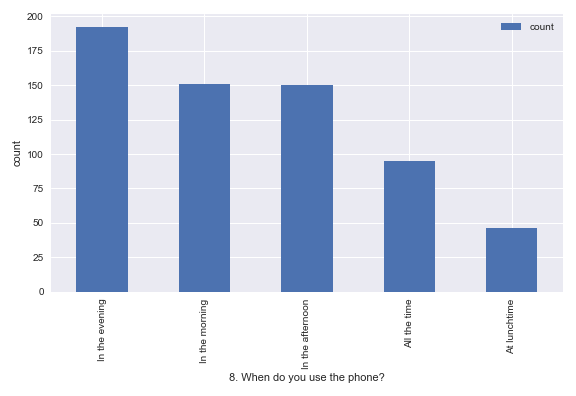 200
175
150
125
100
75
50
25
0
count
count
In the evening
In the morning
In the afternoon
All the time
At lunchtime
8. When do you use the phone?